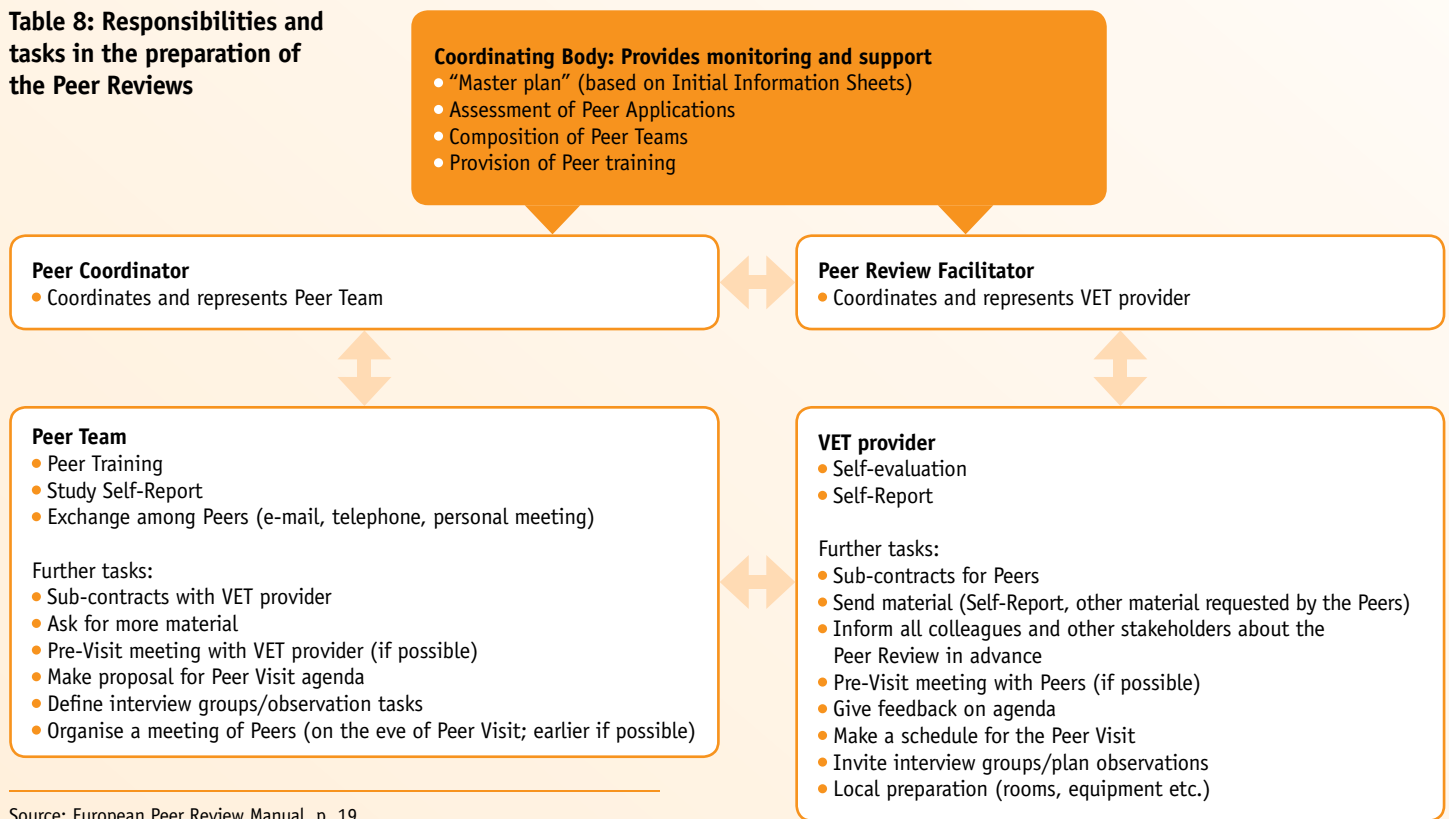 Table 8: Responsibilities and
tasks in the preparation of
the Peer Reviews
Coordinating Body: Provides monitoring and support
• “Master plan” (based on Initial Information Sheets)
• Assessment of Peer Applications
• Composition of Peer Teams
• Provision of Peer training
Peer Coordinator
• Coordinates and represents Peer Team
Peer Review Facilitator
• Coordinates and represents VET provider
Peer Team
• Peer Training
• Study Self-Report
• Exchange among Peers (e-mail, telephone, personal meeting)
Further tasks:
• Sub-contracts with VET provider
• Ask for more material
• Pre-Visit meeting with VET provider (if possible)
• Make proposal for Peer Visit agenda
• Define interview groups/observation tasks
• Organise a meeting of Peers (on the eve of Peer Visit; earlier if possible)
VET provider
• Self-evaluation
• Self-Report
Further tasks:
• Sub-contracts for Peers
• Send material (Self-Report, other material requested by the Peers)
• Inform all colleagues and other stakeholders about the
Peer Review in advance
• Pre-Visit meeting with Peers (if possible)
• Give feedback on agenda
• Make a schedule for the Peer Visit
• Invite interview groups/plan observations
• Local preparation (rooms, equipment etc.)
Source: European Peer Review Manual, p. 19